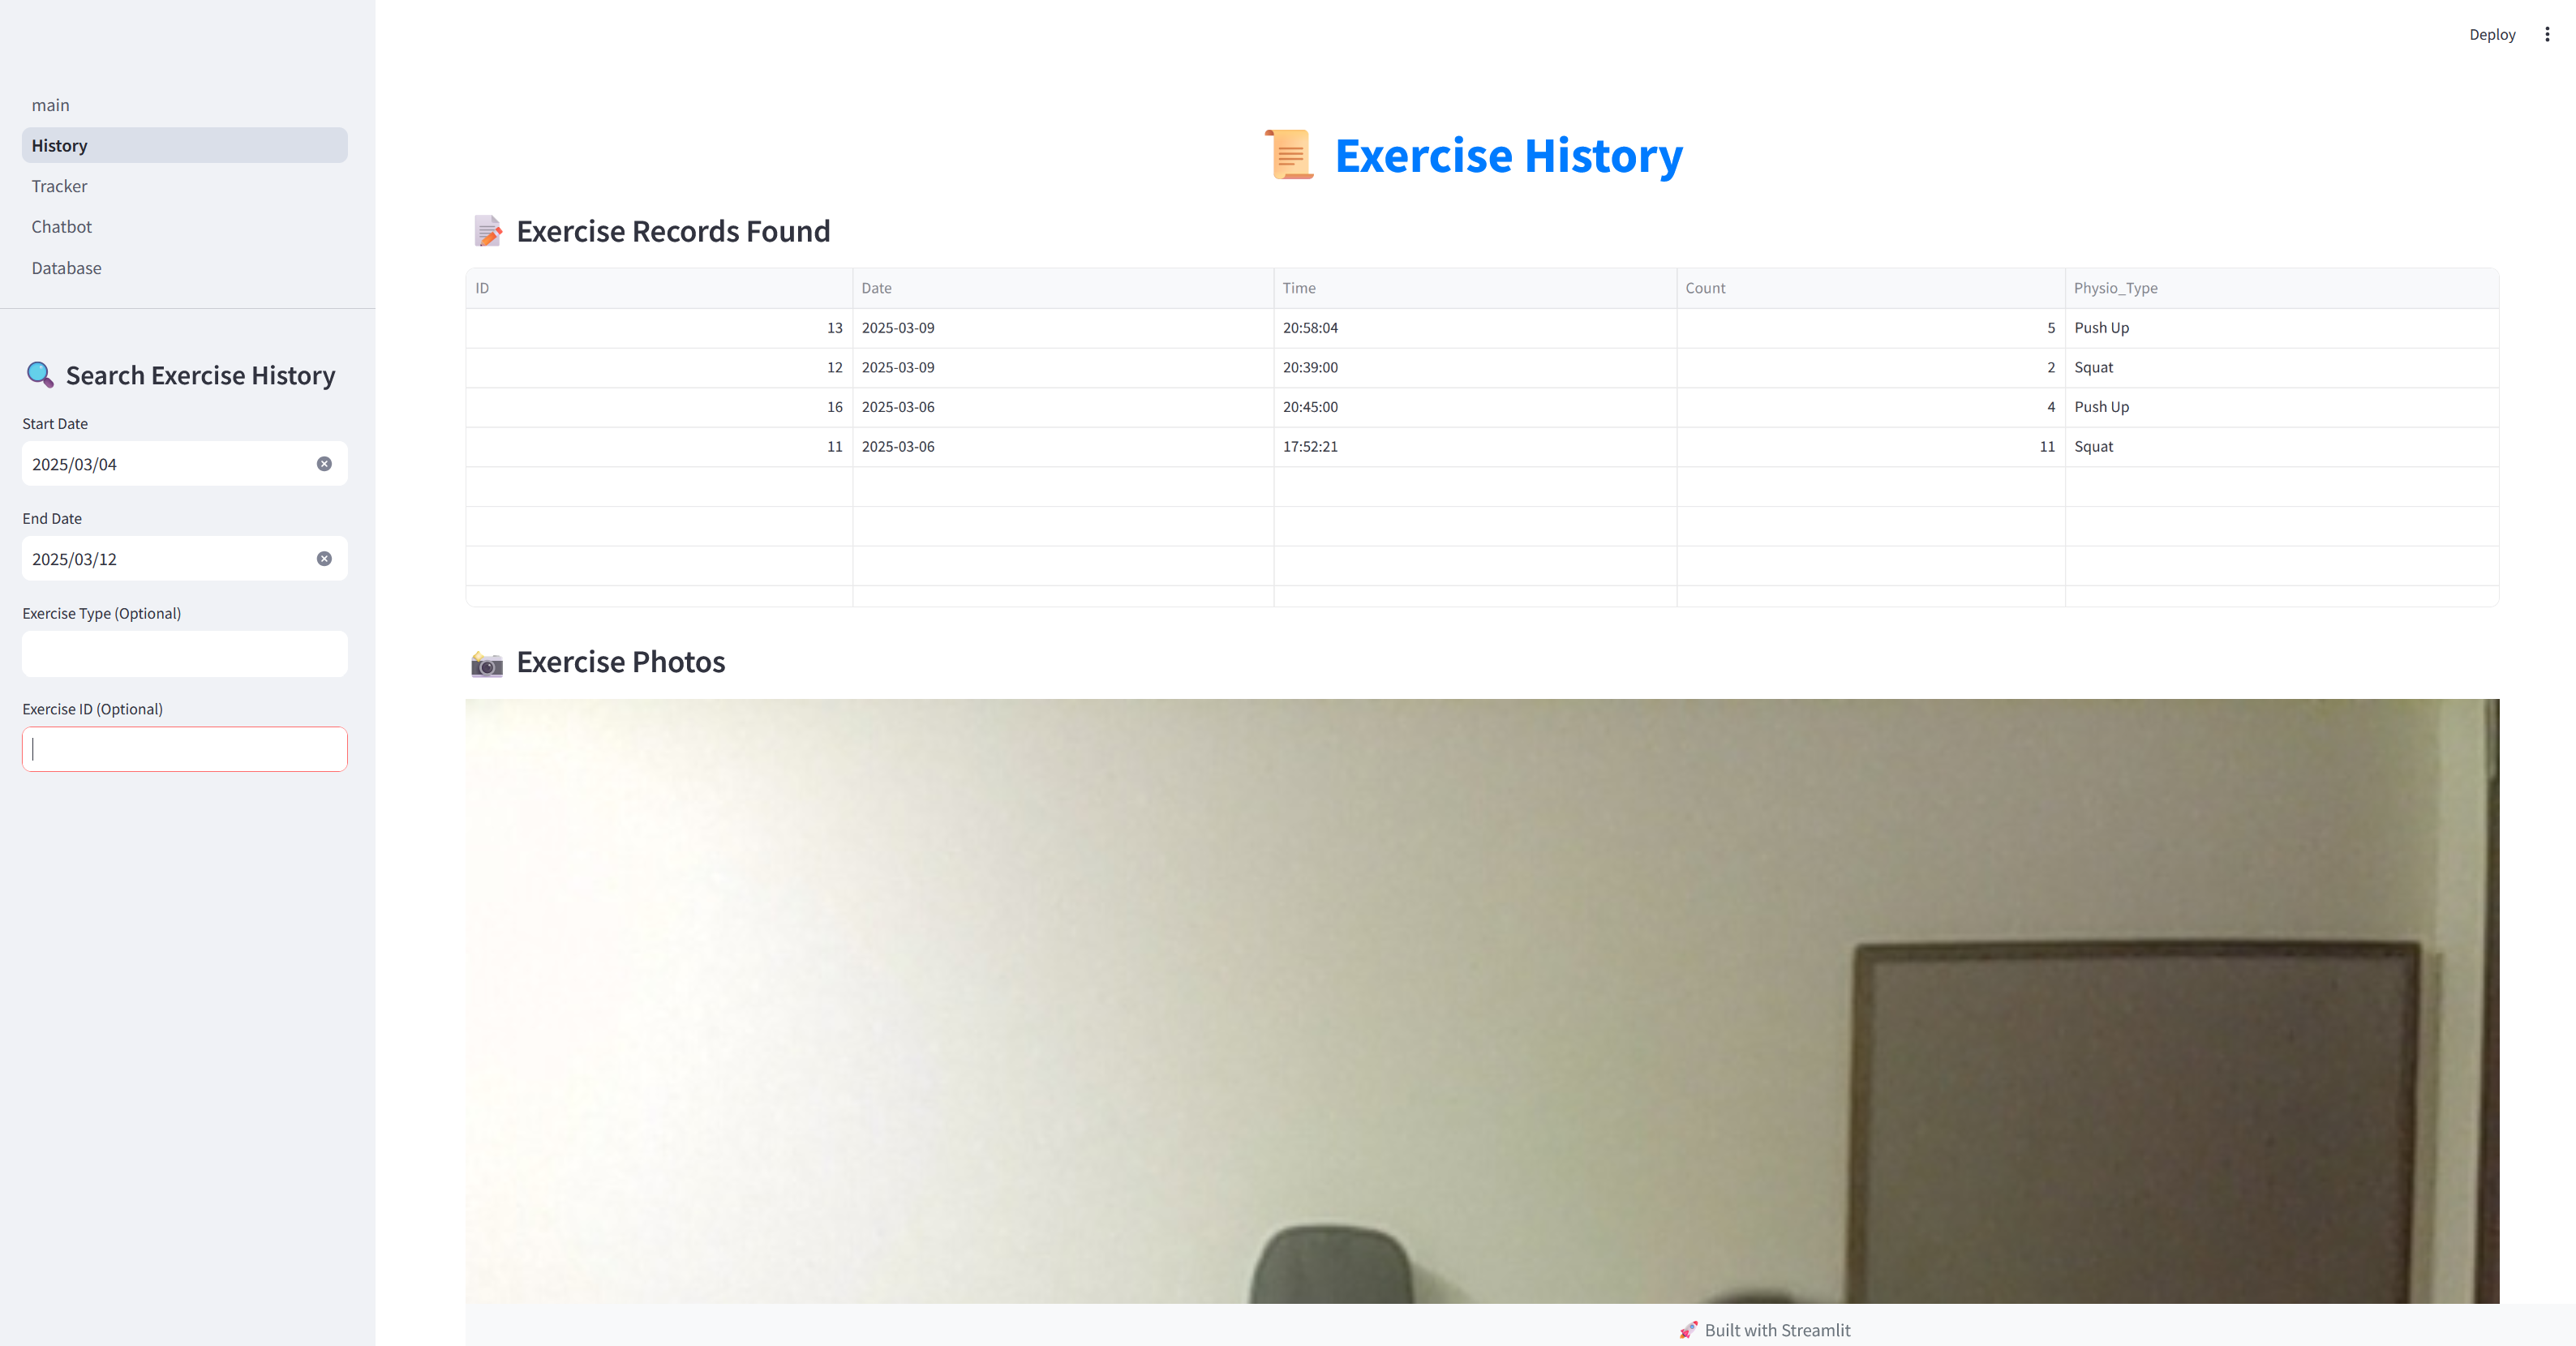 Deploy
main
History
Tracker
Chatbot
Database
🔍 Search Exercise History
Start Date
2025/03/04
End Date
2025/03/12
Exercise Type (Optional)
Exercise ID (Optional)
📜 Exercise History
📝 Exercise Records Found
ID Date Time Count Physio_Type
13 2025-03-09 20:58:04 5 Push Up
12 2025-03-09 20:39:00 2 Squat
16 2025-03-06 20:45:00 4 Push Up
11 2025-03-06 17:52:21 11 Squat
📸 Exercise Photos
🚀 Built with Streamlit